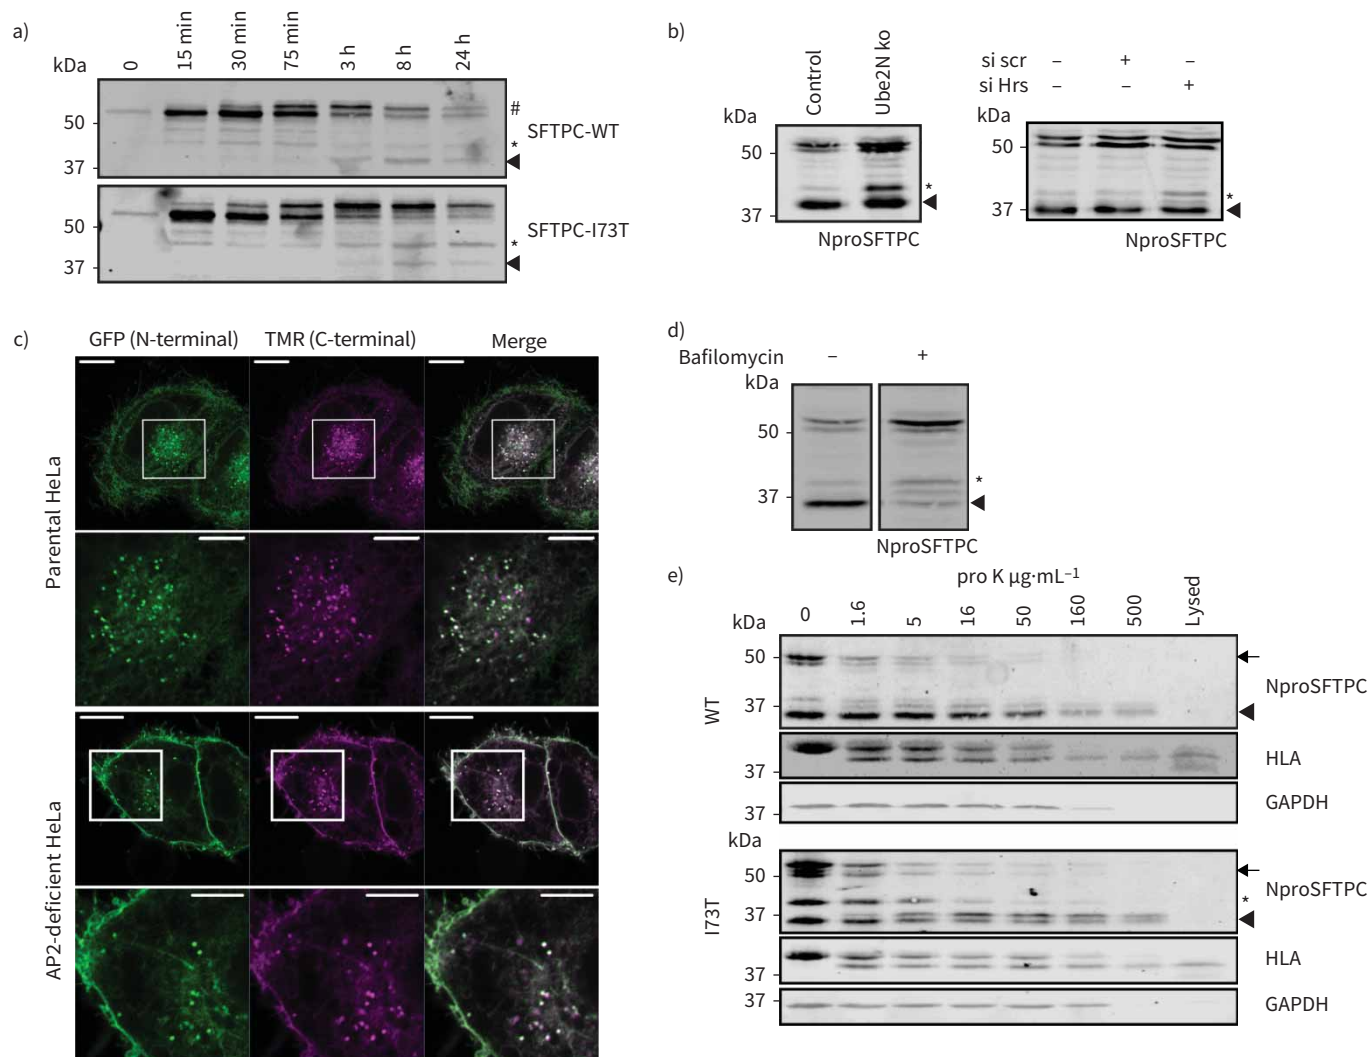 a)
kDa
0
15 min
30 min
75 min
3 h
8 h
24 h
50
37
#
SFTPC-WT
*
50
37
SFTPC-I73T
*
b)
Control
Ube2N ko
kDa
50
37
*
NproSFTPC
si scr – + –
si Hrs – – +
kDa
50
37
*
NproSFTPC
c)
GFP (N-terminal) TMR (C-terminal) Merge
Parental HeLa
AP2-deficient HeLa
d)
Bafilomycin – +
kDa
50
37
*
NproSFTPC
e)
pro K µg·mL⁻¹
kDa
0
1.6
5
16
50
160
500
Lysed
WT
50
37
NproSFTPC
37
HLA
37
GAPDH
kDa
I73T
50
37
NproSFTPC
*
37
HLA
37
GAPDH